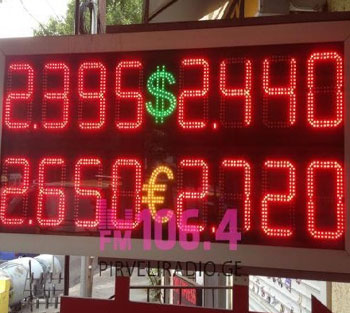 2.395 $ 2.440
2.650 € 2.720
FM 106.4
PIRVELIRADIO.GE